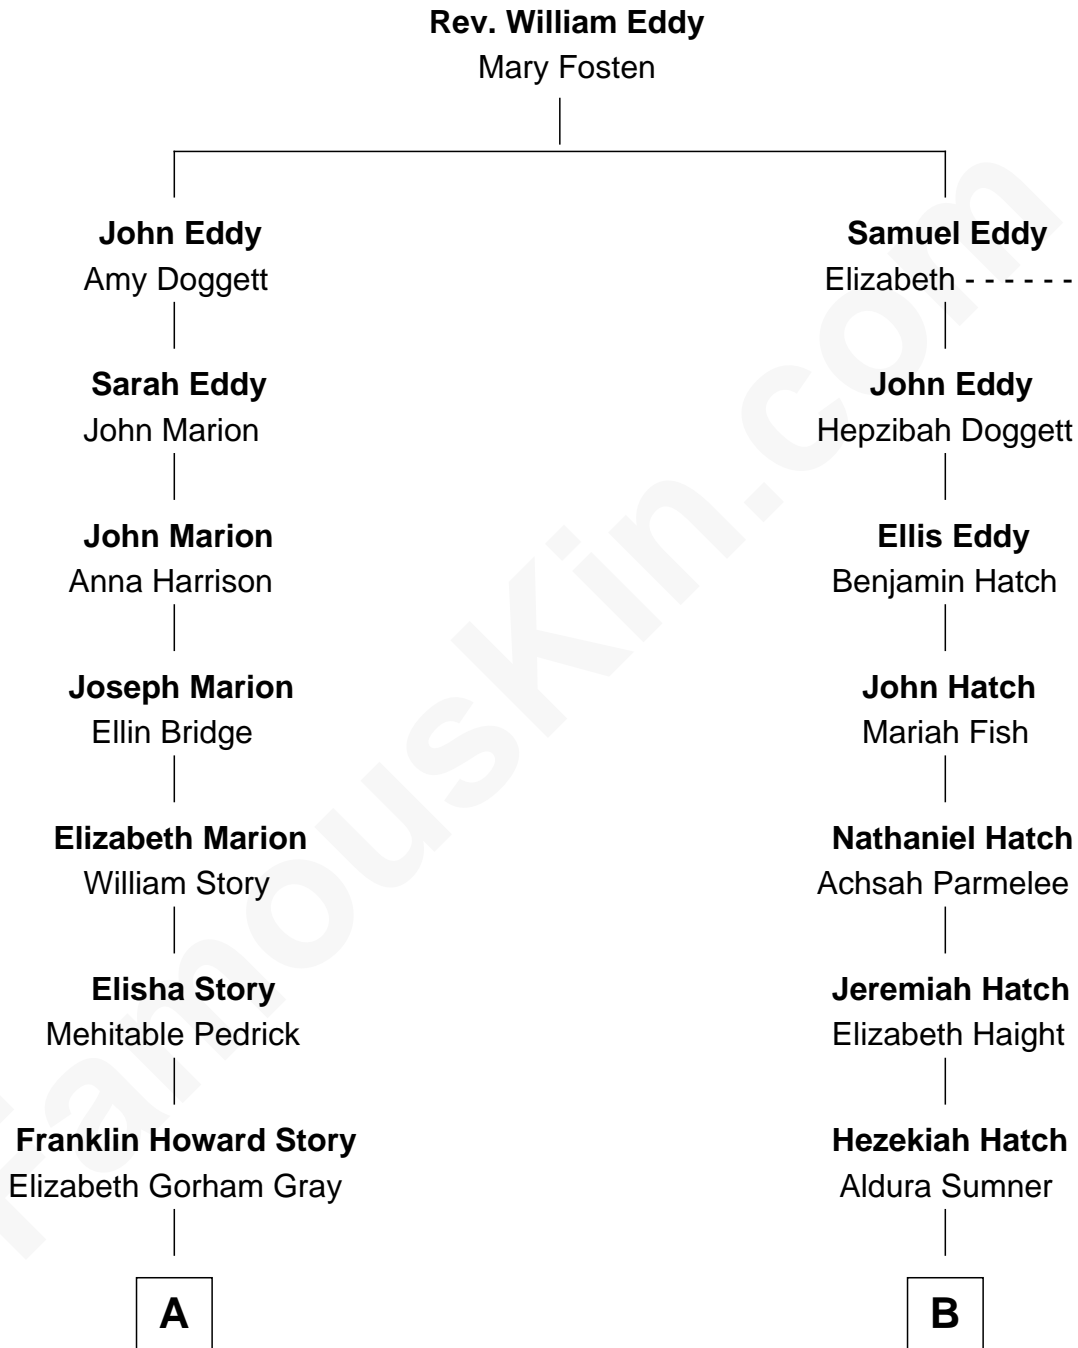 Rev. William Eddy
Mary Fosten
John Eddy
Amy Doggett
Samuel Eddy
Elizabeth - - - - - -
Sarah Eddy
John Marion
John Eddy
Hepzibah Doggett
John Marion
Anna Harrison
Ellis Eddy
Benjamin Hatch
Joseph Marion
Ellin Bridge
John Hatch
Mariah Fish
Elizabeth Marion
William Story
Nathaniel Hatch
Achsah Parmelee
Elisha Story
Mehitable Pedrick
Jeremiah Hatch
Elizabeth Haight
Franklin Howard Story
Elizabeth Gorham Gray
Hezekiah Hatch
Aldura Sumner
A
B
FamousKin.com